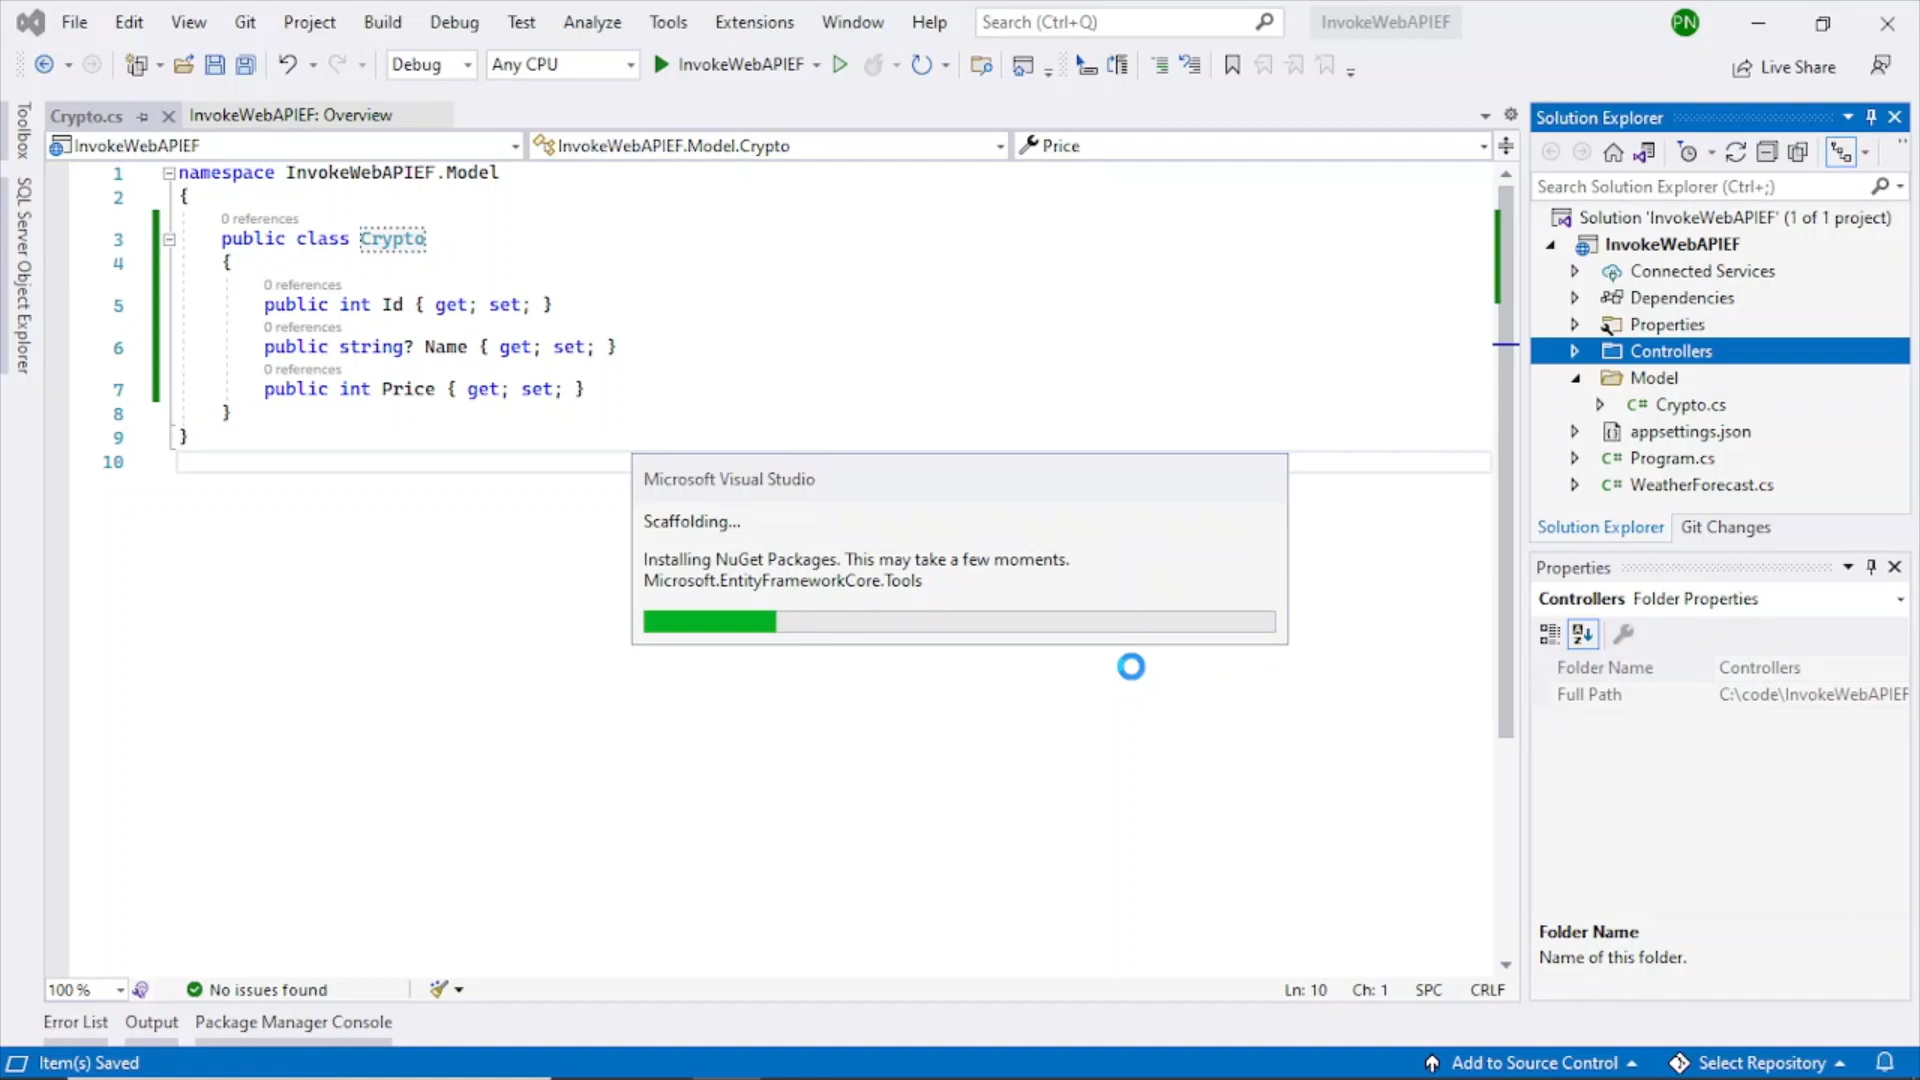 File Edit View Git Project Build Debug Test Analyze Tools Extensions Window Help Search (Ctrl+Q) InvokeWebAPIEF PN
Debug Any CPU InvokeWebAPIEF Live Share
Toolbox
SQL Server Object Explorer
Crypto.cs InvokeWebAPIEF: Overview
InvokeWebAPIEF InvokeWebAPIEF.Model.Crypto Price
1 namespace InvokeWebAPIEF.Model
2 {
0 references
3 public class Crypto
4 {
0 references
5 public int Id { get; set; }
0 references
6 public string? Name { get; set; }
0 references
7 public int Price { get; set; }
8 }
9 }
10
Microsoft Visual Studio
Scaffolding...
Installing NuGet Packages. This may take a few moments.
Microsoft.EntityFrameworkCore.Tools
Solution Explorer
Search Solution Explorer (Ctrl+;)
Solution 'InvokeWebAPIEF' (1 of 1 project)
InvokeWebAPIEF
Connected Services
Dependencies
Properties
Controllers
Model
C# Crypto.cs
appsettings.json
C# Program.cs
C# WeatherForecast.cs
Solution Explorer Git Changes
Properties
Controllers Folder Properties
Folder Name Controllers
Full Path C:\code\InvokeWebAPIEF
Folder Name
Name of this folder.
100 % No issues found Ln: 10 Ch: 1 SPC CRLF
Error List Output Package Manager Console
Item(s) Saved Add to Source Control Select Repository